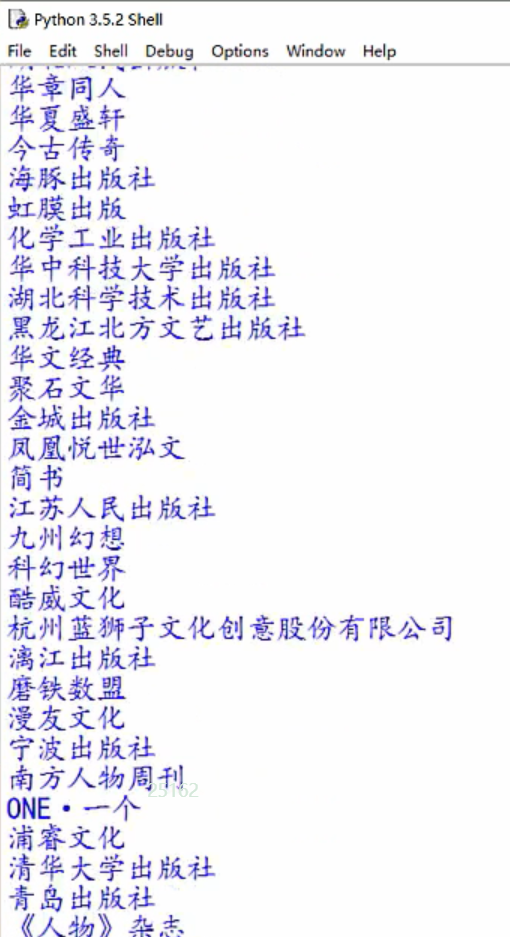 Python 3.5.2 Shell
File Edit Shell Debug Options Window Help
华章同人
华夏盛轩
今古传奇
海豚出版社
虹膜出版
化学工业出版社
华中科技大学出版社
湖北科学技术出版社
黑龙江北方文艺出版社
华文经典
聚石文华
金城出版社
凤凰悦世泓文
简书
江苏人民出版社
九州幻想
科幻世界
酷威文化
杭州蓝狮子文化创意股份有限公司
漓江出版社
磨铁数盟
漫友文化
宁波出版社
南方人物周刊
25162
ONE·一个
浦睿文化
清华大学出版社
青岛出版社
《人物》杂志